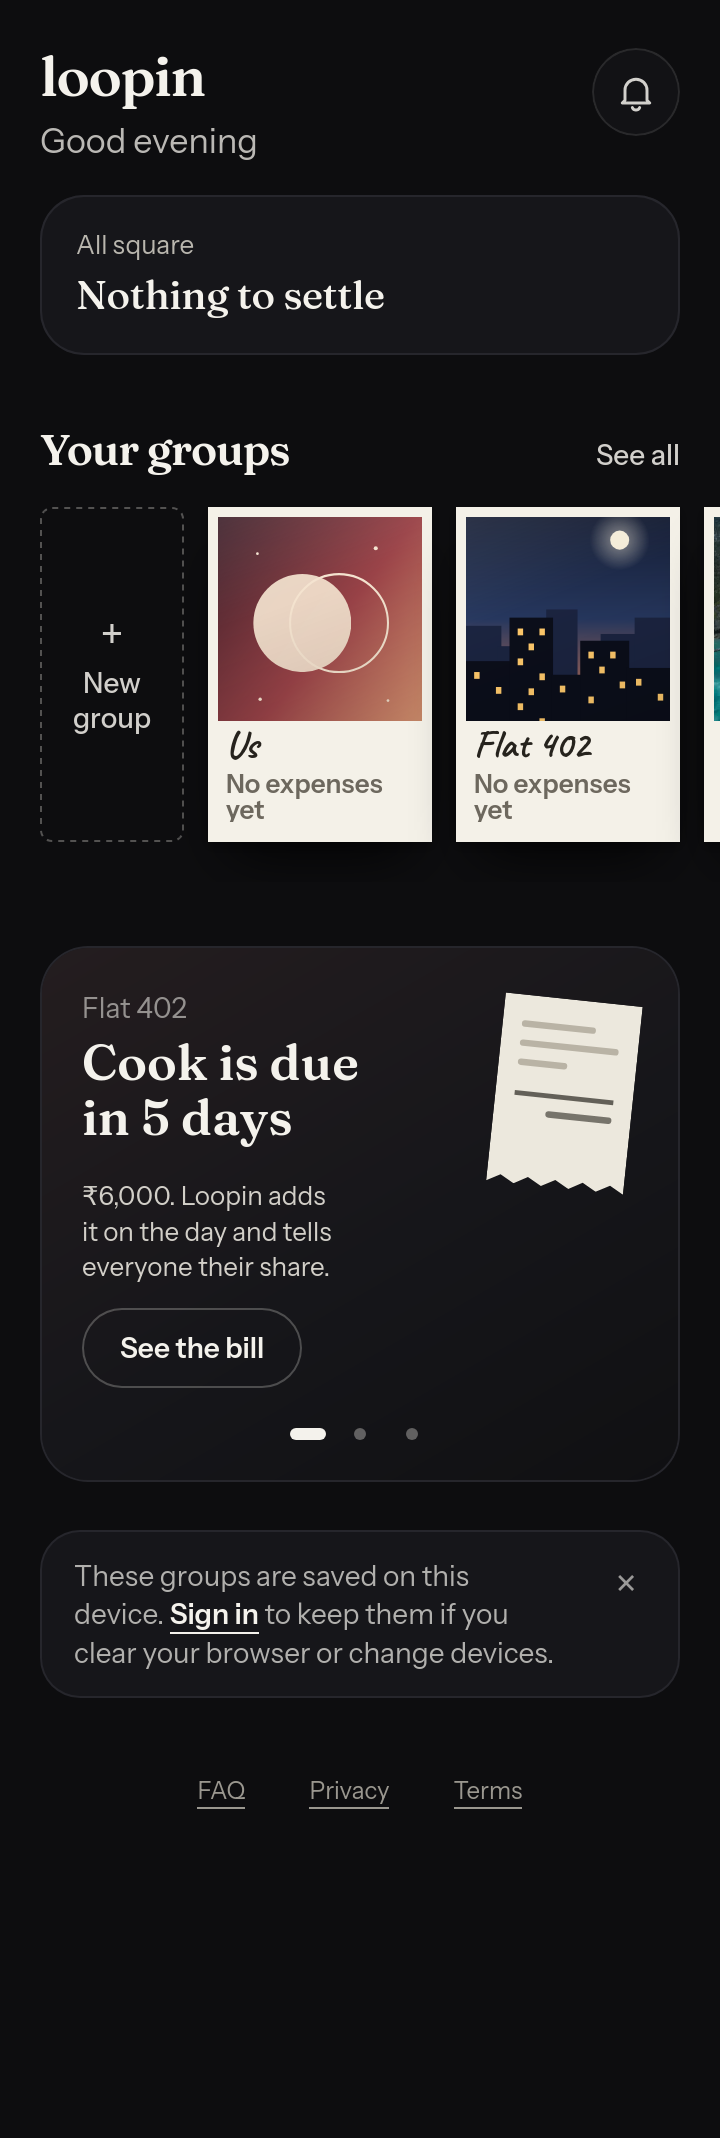 loopin
Good evening
All square
Nothing to settle
Your groups
See all
+
New
group
Us
No expenses
yet
Flat 402
No expenses
yet
Flat 402
Cook is due
in 5 days
₹6,000. Loopin adds
it on the day and tells
everyone their share.
See the bill
These groups are saved on this
device. Sign in to keep them if you
clear your browser or change devices.
FAQ
Privacy
Terms